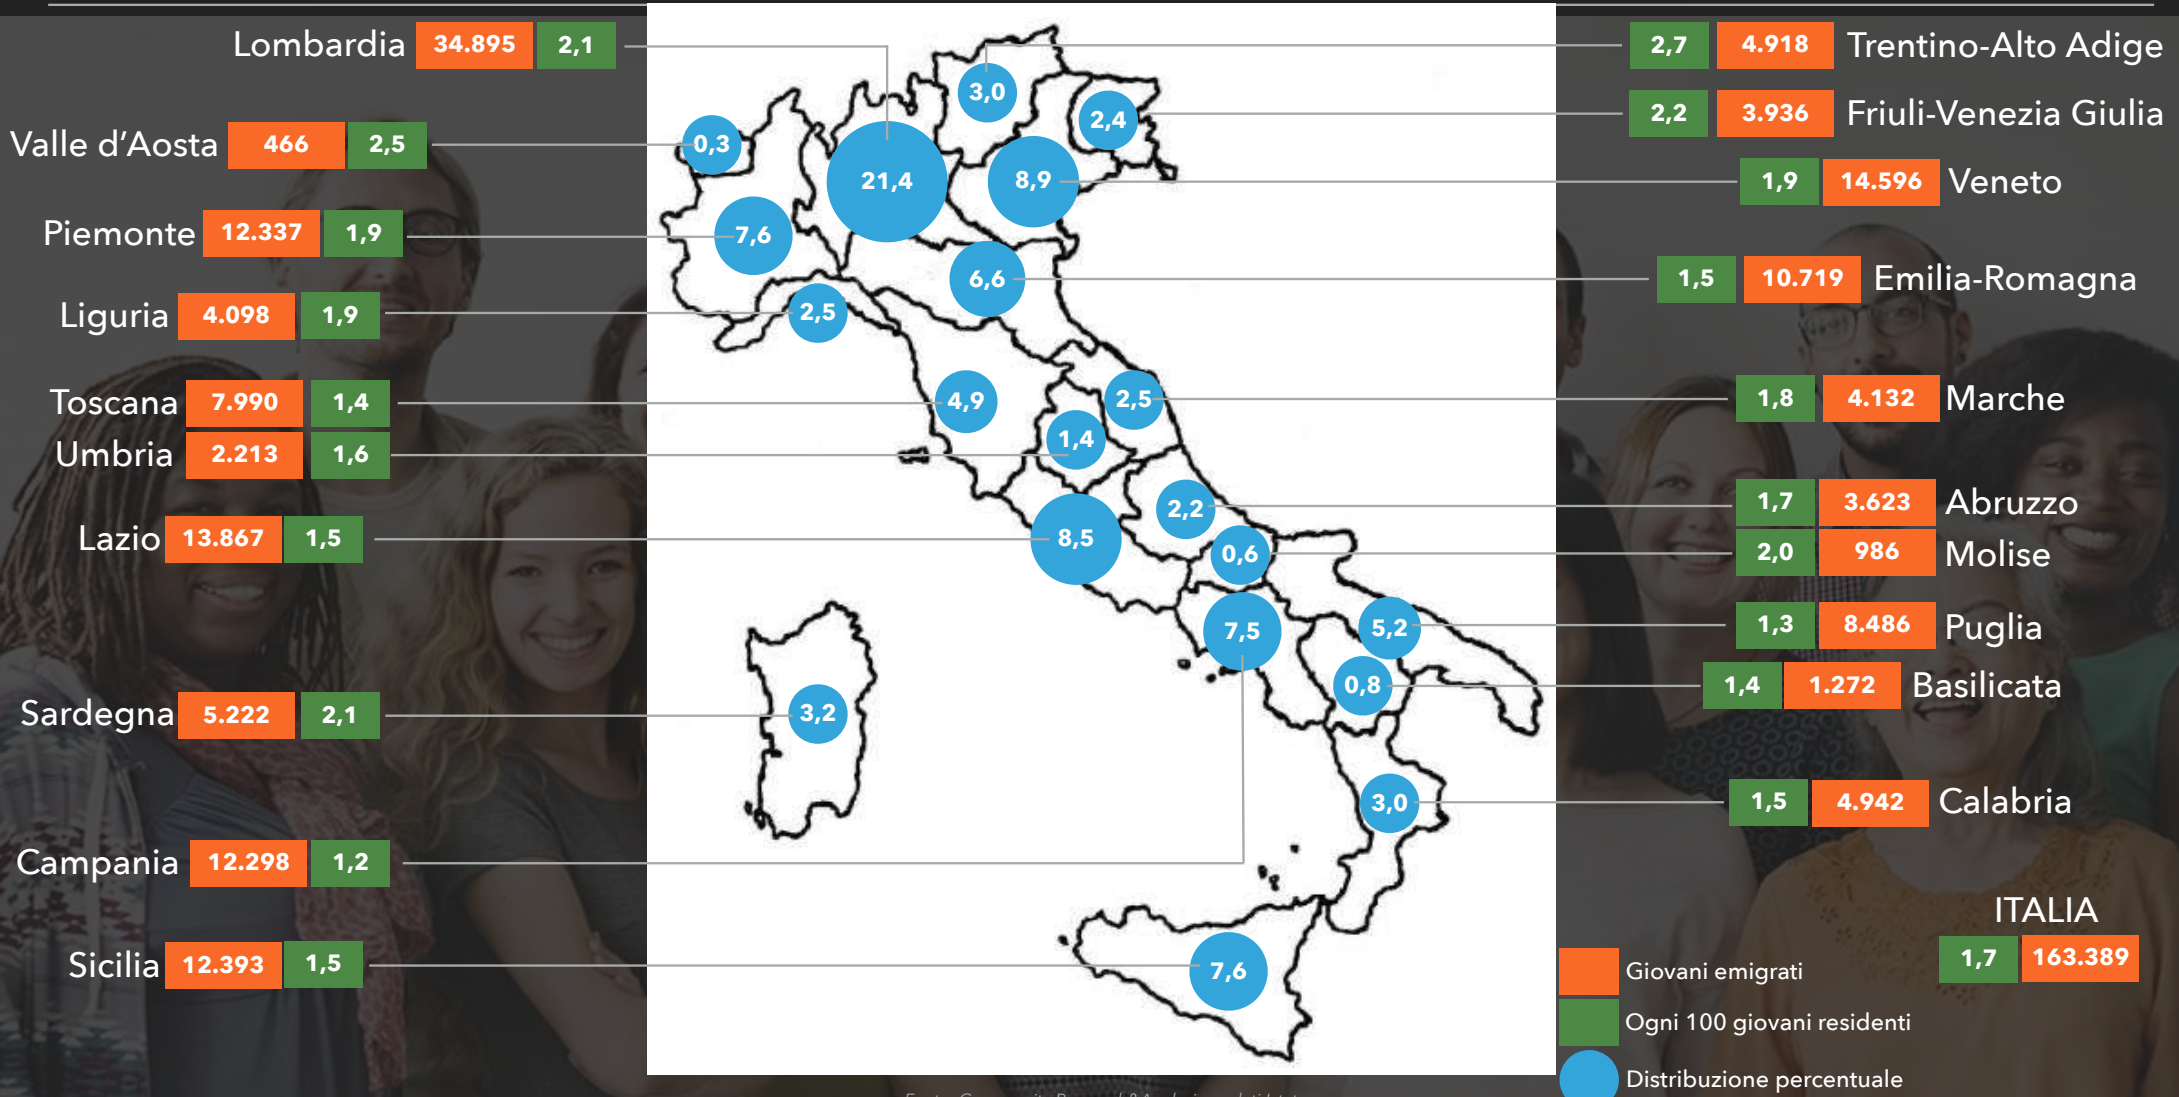 Lombardia 34.895 2,1
Valle d’Aosta 466 2,5
Piemonte 12.337 1,9
Liguria 4.098 1,9
Toscana 7.990 1,4
Umbria 2.213 1,6
Lazio 13.867 1,5
Sardegna 5.222 2,1
Campania 12.298 1,2
Sicilia 12.393 1,5
3,0
2,4
0,3
21,4
8,9
7,6
6,6
2,5
4,9
2,5
1,4
2,2
8,5
0,6
7,5
5,2
0,8
3,2
3,0
7,6
2,7 4.918 Trentino-Alto Adige
2,2 3.936 Friuli-Venezia Giulia
1,9 14.596 Veneto
1,5 10.719 Emilia-Romagna
1,8 4.132 Marche
1,7 3.623 Abruzzo
2,0 986 Molise
1,3 8.486 Puglia
1,4 1.272 Basilicata
1,5 4.942 Calabria
ITALIA
1,7 163.389
Giovani emigrati
Ogni 100 giovani residenti
Distribuzione percentuale